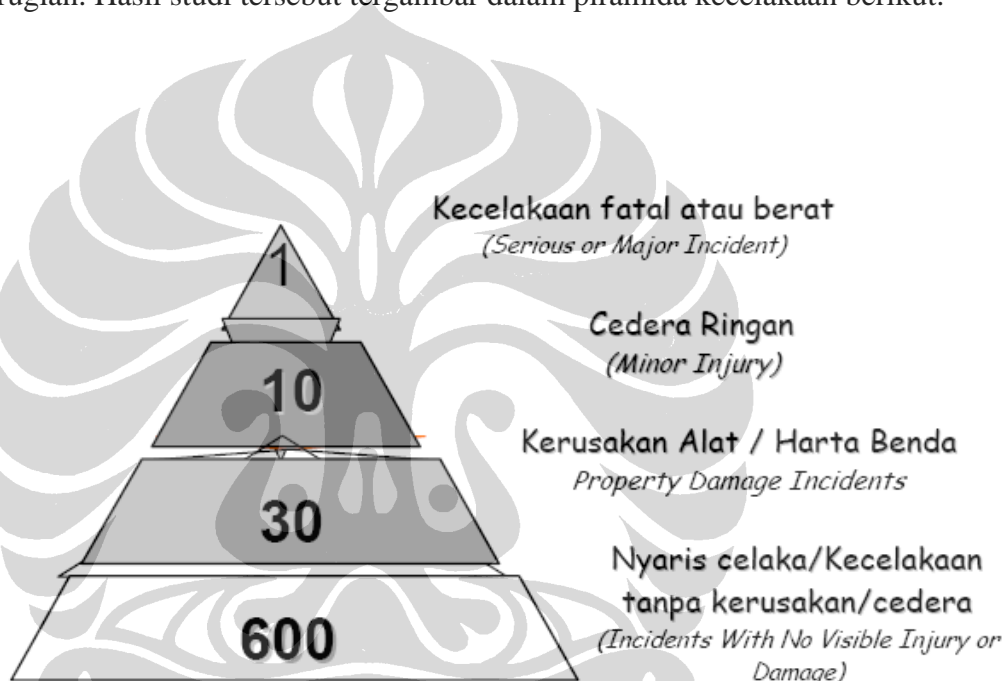 rugian. Hasil studi tersebut tergambar dalam piramida kecelakaan berikut:
Kecelakaan fatal atau berat
(Serious or Major Incident)
1
Cedera Ringan
(Minor Injury)
10
Kerusakan Alat / Harta Benda
Property Damage Incidents
30
Nyaris celaka/Kecelakaan
tanpa kerusakan/cedera
(Incidents With No Visible Injury or
Damage)
600